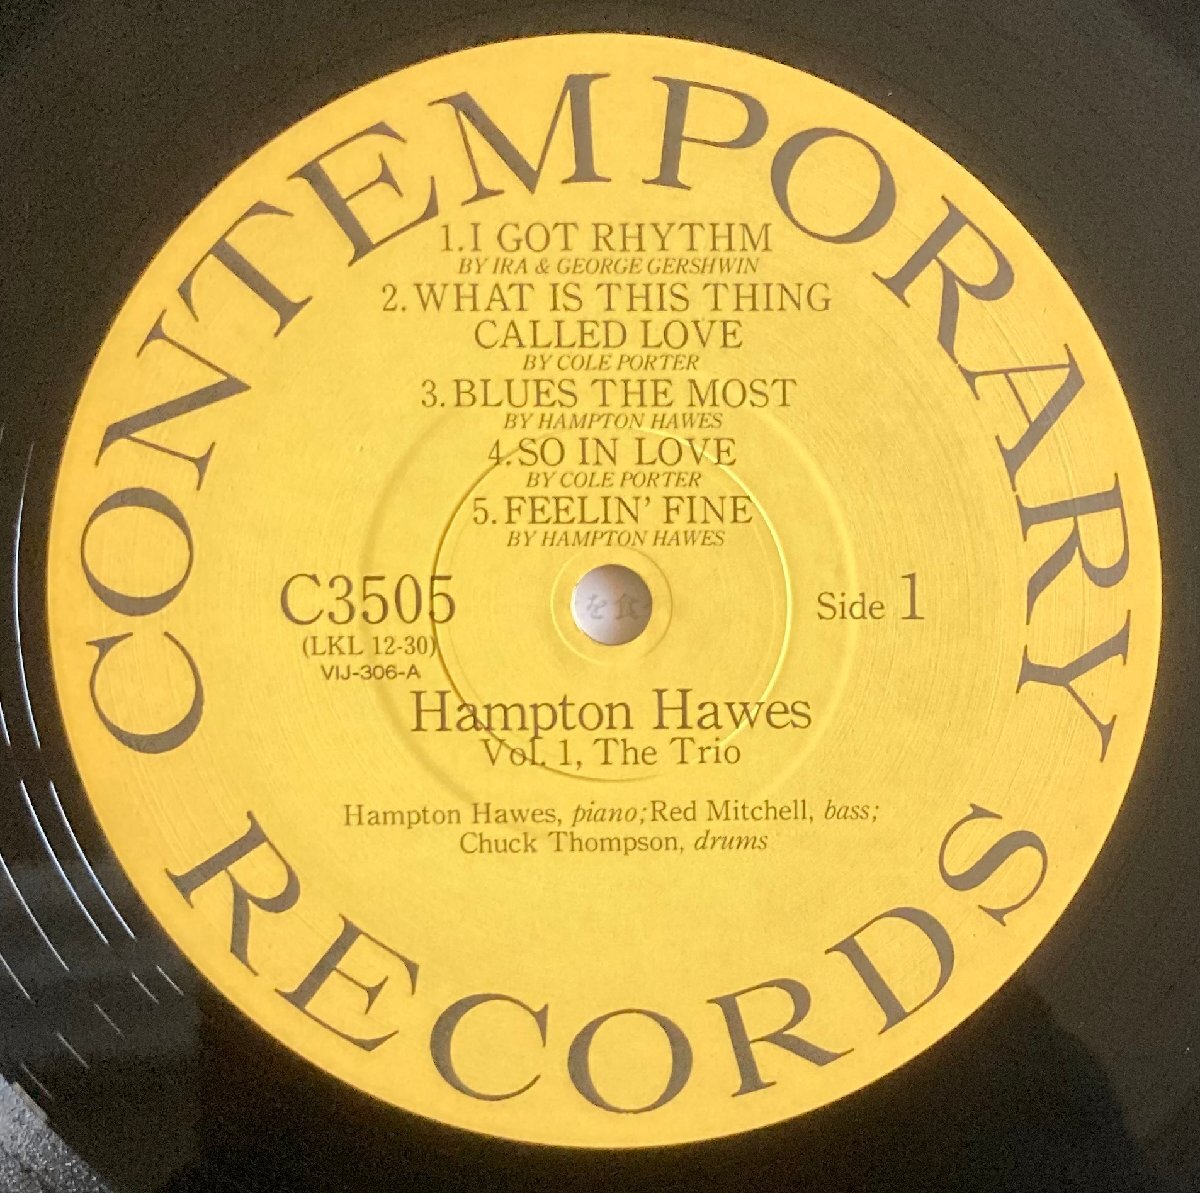 CONTEMPORARY
1. I GOT RHYTHM
BY IRA & GEORGE GERSHWIN
2. WHAT IS THIS THING
CALLED LOVE
BY COLE PORTER
3. BLUES THE MOST
BY HAMPTON HAWES
4. SO IN LOVE
BY COLE PORTER
5. FEELIN' FINE
BY HAMPTON HAWES
C3505
(LKL 12-30)
VIJ-306-A
Side 1
を食
Hampton Hawes
Vol. 1, The Trio
Hampton Hawes, piano; Red Mitchell, bass;
Chuck Thompson, drums
RECORDS